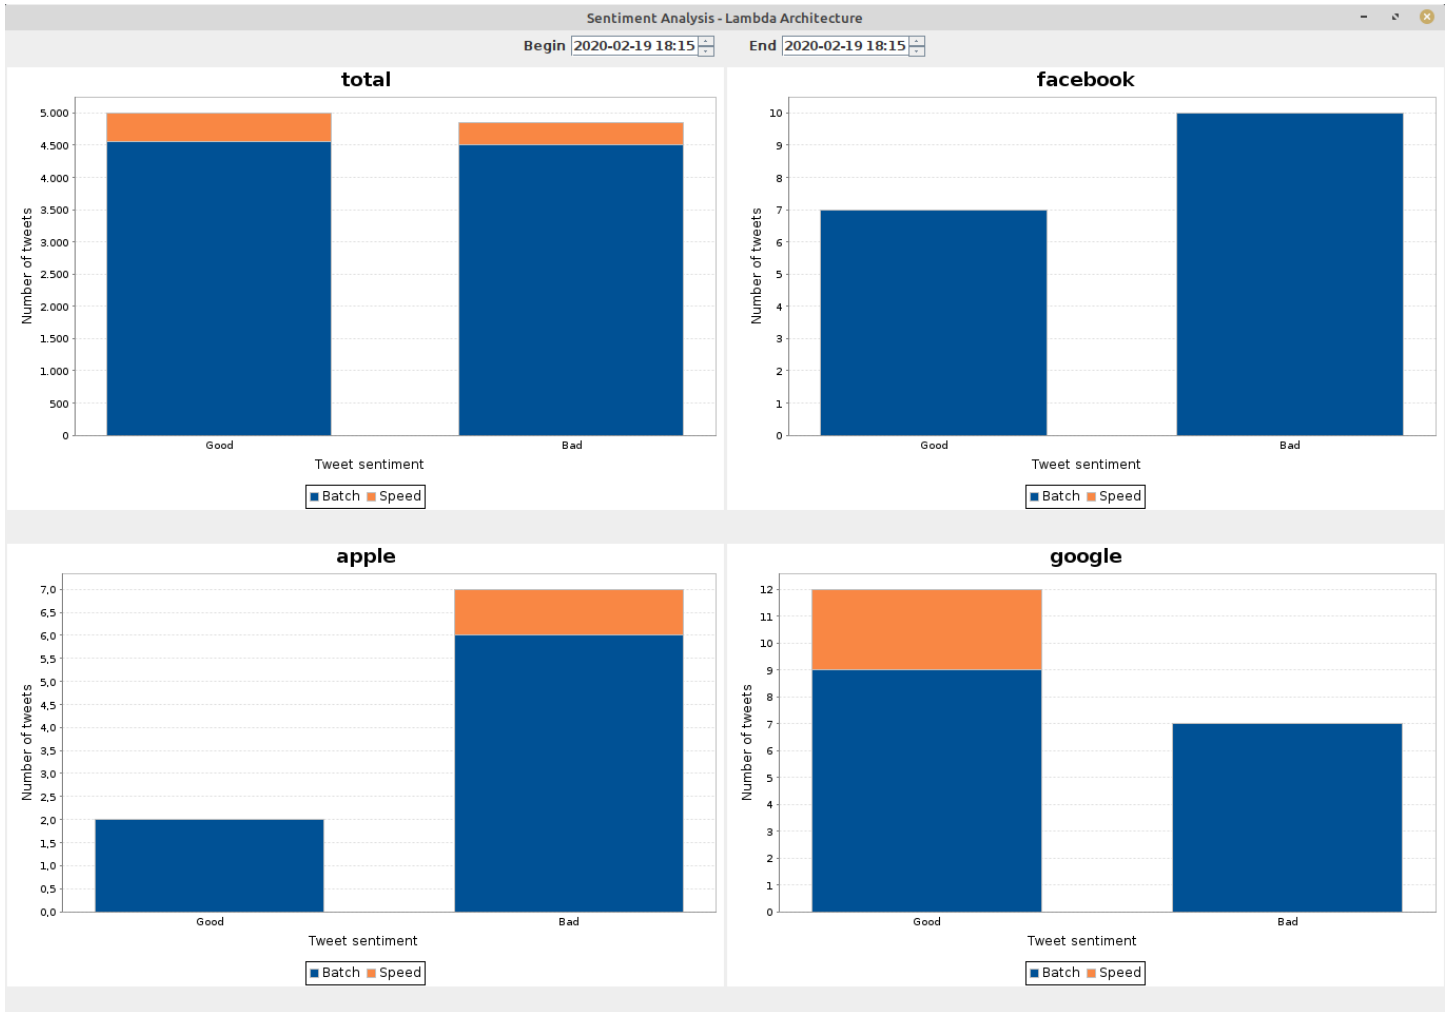 Sentiment Analysis - Lambda Architecture
Begin 2020-02-19 18:15 End 2020-02-19 18:15
total
5.000
4.500
4.000
3.500
3.000
2.500
2.000
1.500
1.000
500
0
Number of tweets
Good Bad
Tweet sentiment
Batch Speed
facebook
10
9
8
7
6
5
4
3
2
1
0
Number of tweets
Good Bad
Tweet sentiment
Batch Speed
apple
7,0
6,5
6,0
5,5
5,0
4,5
4,0
3,5
3,0
2,5
2,0
1,5
1,0
0,5
0,0
Number of tweets
Good Bad
Tweet sentiment
Batch Speed
google
12
11
10
9
8
7
6
5
4
3
2
1
0
Number of tweets
Good Bad
Tweet sentiment
Batch Speed